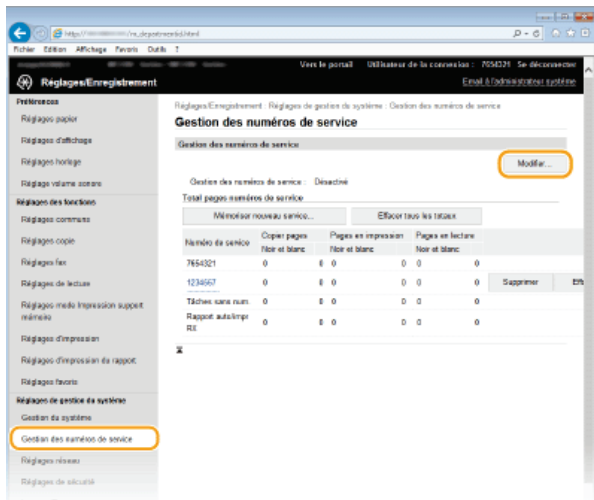 Fichier Edition Affichage Favoris Outils ?
Vers le portail Utilisateur de la connexion : 7654321 Se déconnecter
Réglages/Enregistrement
Email à l'administrateur système
Préférences
Réglages papier
Réglages d'affichage
Réglages horloge
Réglage volume sonore
Réglages des fonctions
Réglages communs
Réglages copie
Réglages fax
Réglages de lecture
Réglages mode Impression support
mémoire
Réglages d'impression
Réglages d'impression de rapport
Réglages favoris
Réglages de gestion du système
Gestion du système
Gestion des numéros de service
Réglages réseau
Réglages de sécurité
Réglages/Enregistrement : Réglages de gestion du système : Gestion des numéros de service
Gestion des numéros de service
Gestion des numéros de service
Modifier...
Gestion des numéros de service : Désactivé
Total pages numéros de service
Mémoriser nouveau service... Effacer tous les totaux
Numéro de service Copier pages Pages en impression Pages en lecture
Noir et blanc Noir et blanc Noir et blanc
7654321 0 0 0 0 0 0
1234567 0 0 0 0 0 0 Supprimer Eff
Tâches sans num. 0 0 0 0 0 0
Rapport auto/impr
RX 0 0 0 0 0 0